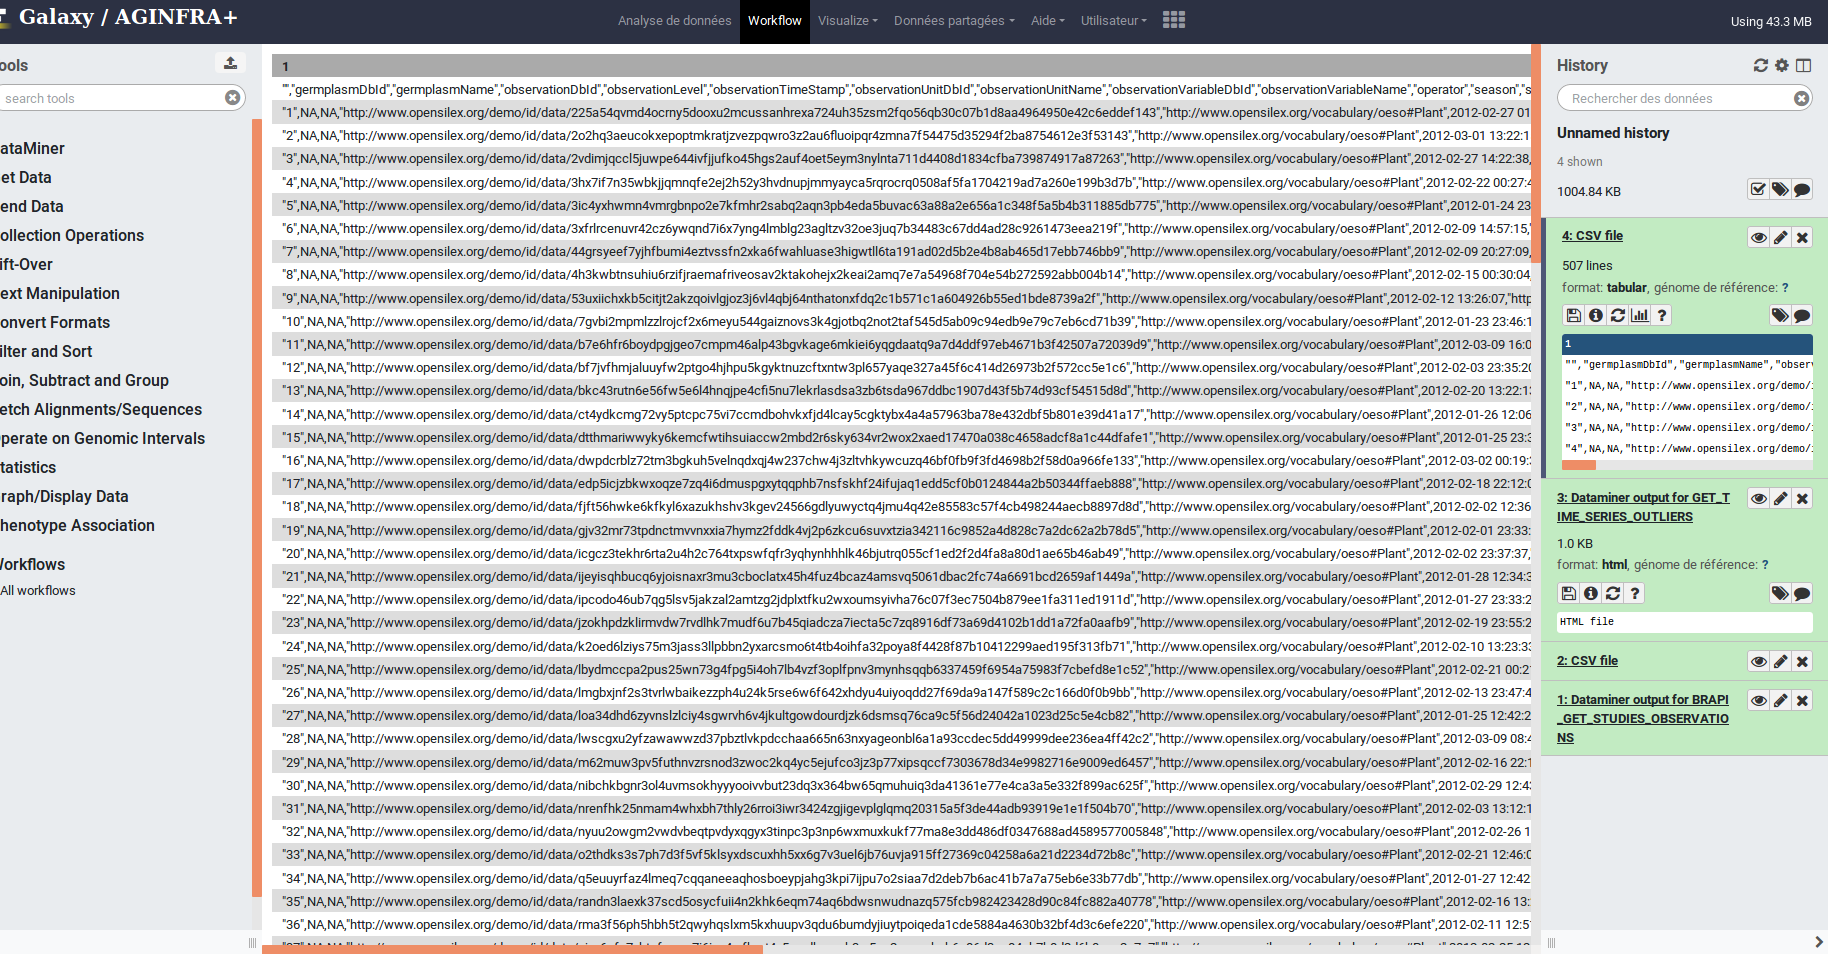 Galaxy / AGINFRA+
Analyse de données
Workflow
Visualize
Données partagées
Aide
Utilisateur
Using 43.3 MB
ools
search tools
ataMiner
et Data
end Data
ollection Operations
ift-Over
ext Manipulation
onvert Formats
ilter and Sort
oin, Subtract and Group
etch Alignments/Sequences
perate on Genomic Intervals
tatistics
raph/Display Data
henotype Association
Workflows
All workflows
1
"","germplasmDbId","germplasmName","observationDbId","observationLevel","observationTimeStamp","observationUnitDbId","observationUnitName","observationVariableDbId","observationVariableName","operator","season","s
"1",NA,NA,"http://www.opensilex.org/demo/id/data/225a54qvmd4ocrny5dooxu2mcussanhrexa724uh35zsm2fqo56qb30c07b1d8aa4964950e42c6eddef143","http://www.opensilex.org/vocabulary/oeso#Plant",2012-02-27 01
"2",NA,NA,"http://www.opensilex.org/demo/id/data/2o2hq3aeucokxepoptmkratjzvezpqwro3z2au6fluoipqr4zmna7f54475d35294f2ba8754612e3f53143","http://www.opensilex.org/vocabulary/oeso#Plant",2012-03-01 13:22:1
"3",NA,NA,"http://www.opensilex.org/demo/id/data/2vdimjqccl5juwpe644ivfjjufko45hgs2auf4oet5eym3nylnta711d4408d1834cfba739874917a87263","http://www.opensilex.org/vocabulary/oeso#Plant",2012-02-27 14:22:38,
"4",NA,NA,"http://www.opensilex.org/demo/id/data/3hx7if7n35wbkjjqmnqfe2ej2h52y3hvdnupjmmyayca5rqrocrq0508af5fa1704219ad7a260e199b3d7b","http://www.opensilex.org/vocabulary/oeso#Plant",2012-02-22 00:27:4
"5",NA,NA,"http://www.opensilex.org/demo/id/data/3ic4yxhwmn4vmrgbnpo2e7kfmhr2sabq2aqn3pb4eda5buvac63a88a2e656a1c348f5a5b4b311885db775","http://www.opensilex.org/vocabulary/oeso#Plant",2012-01-24 23
"6",NA,NA,"http://www.opensilex.org/demo/id/data/3xfrlrcenuvr42cz6ywqnd7i6x7yng4lmblg23agltzv32oe3juq7b34483c67dd4ad28c9261473eea219f","http://www.opensilex.org/vocabulary/oeso#Plant",2012-02-09 14:57:15,"
"7",NA,NA,"http://www.opensilex.org/demo/id/data/44grsyeef7yjhfbumi4eztvssfn2xka6fwahluase3higwtll6ta191ad02d5b2e4b8ab465d17ebb746bb9","http://www.opensilex.org/vocabulary/oeso#Plant",2012-02-09 20:27:09,
"8",NA,NA,"http://www.opensilex.org/demo/id/data/4h3kwbtnsuhiu6rzifjraemafriveosav2ktakohejx2keai2amq7e7a54968f704e54b272592abb004b14","http://www.opensilex.org/vocabulary/oeso#Plant",2012-02-15 00:30:04,
"9",NA,NA,"http://www.opensilex.org/demo/id/data/53uxiichxkb5citjt2akzqoivlgjoz3j6vl4qbj64nthatonxfdq2c1b571c1a604926b55ed1bde8739a2f","http://www.opensilex.org/vocabulary/oeso#Plant",2012-02-12 13:26:07,"http
"10",NA,NA,"http://www.opensilex.org/demo/id/data/7gvbi2mpmlzzlrojcf2x6meyu544gaiznovs3k4gjotbq2not2taf545d5ab09c94edb9e79c7eb6cd71b39","http://www.opensilex.org/vocabulary/oeso#Plant",2012-01-23 23:46:1
"11",NA,NA,"http://www.opensilex.org/demo/id/data/b7e6hfr6boydpgjgeo7cmpm46alp43bgvkage6mkiei6yqgdaatq9a7d4ddf97eb4671b3f42507a72039d9","http://www.opensilex.org/vocabulary/oeso#Plant",2012-03-09 16:0
"12",NA,NA,"http://www.opensilex.org/demo/id/data/bf7jvfhmjaluuyfw2ptgo4hjhpu5kgyktnuzcftxntw3pl657yaqe327a45f6c414d26973b2f572cc5e1c6","http://www.opensilex.org/vocabulary/oeso#Plant",2012-02-03 23:35:20
"13",NA,NA,"http://www.opensilex.org/demo/id/data/bkc43rutn6e56fw5e6l4hnqjpe4cfi5nu7lekrlasdsa3zb6tsda967ddbc1907d43f5b74d93cf54515d8d","http://www.opensilex.org/vocabulary/oeso#Plant",2012-02-20 13:22:13
"14",NA,NA,"http://www.opensilex.org/demo/id/data/ct4ydkcmg72vy5ptcpc75vi7ccmdbohvkxfjd4lcay5cgktybx4a4a57963ba78e432dbf5b801e39d41a17","http://www.opensilex.org/vocabulary/oeso#Plant",2012-01-26 12:06
"15",NA,NA,"http://www.opensilex.org/demo/id/data/dtthmariwwyky6kemcfwtihsuiaccw2mbd2r6sky634vr2wox2xaed17470a038c4658adcf8a1c44dfafe1","http://www.opensilex.org/vocabulary/oeso#Plant",2012-01-25 23:3
"16",NA,NA,"http://www.opensilex.org/demo/id/data/dwpdcrblz72tm3bgkuh5velnqdxqj4w237chw4j3zltvhkywcuzq46bf0fb9f3fd4698b2f58d0a966fe133","http://www.opensilex.org/vocabulary/oeso#Plant",2012-03-02 00:19:
"17",NA,NA,"http://www.opensilex.org/demo/id/data/edp5icjzbkwxoqze7zq4i6dmuspgxytqqphb7nsfskhf24ifujaq1edd5cf0b0124844a2b50344ffaeb888","http://www.opensilex.org/vocabulary/oeso#Plant",2012-02-18 22:12:0
"18",NA,NA,"http://www.opensilex.org/demo/id/data/fjft56hwke6kfkyl6xazukhshv3kgev24566gdlyuwyctq4jmu4q42e85583c57f4cb498244aecb8897d8d","http://www.opensilex.org/vocabulary/oeso#Plant",2012-02-02 12:36
"19",NA,NA,"http://www.opensilex.org/demo/id/data/gjv32mr73tpdnctmvvnxxia7hymz2fddk4vj2p6zkcu6suvxtzia342116c9852a4d828c7a2dc62a2b78d5","http://www.opensilex.org/vocabulary/oeso#Plant",2012-02-01 23:33:
"20",NA,NA,"http://www.opensilex.org/demo/id/data/icgcz3tekhr6rta2u4h2c764txpswfqfr3yqhynhhhlk46bjutrq055cf1ed2f2d4fa8a80d1ae65b46ab49","http://www.opensilex.org/vocabulary/oeso#Plant",2012-02-02 23:37:37,
"21",NA,NA,"http://www.opensilex.org/demo/id/data/ijeyisqhbucq6yjoisnaxr3mu3cboclatx45h4fuz4bcaz4amsvq5061dbac2fc74a6691bcd2659af1449a","http://www.opensilex.org/vocabulary/oeso#Plant",2012-01-28 12:34:3
"22",NA,NA,"http://www.opensilex.org/demo/id/data/ipcodo46ub7qg5lsv5jakzal2amtzg2jdplxtfku2wxoumsyivha76c07f3ec7504b879ee1fa311ed1911d","http://www.opensilex.org/vocabulary/oeso#Plant",2012-01-27 23:33:2
"23",NA,NA,"http://www.opensilex.org/demo/id/data/jzokhpdzklirmvdw7rvdlhk7mudf6u7b45qiadcza7iecta5c7zq8916df73a69d4102b1dd1a72fa0aafb9","http://www.opensilex.org/vocabulary/oeso#Plant",2012-02-19 23:55:2
"24",NA,NA,"http://www.opensilex.org/demo/id/data/k2oed6lziys75m3jass3llpbbn2yxarcsmo6t4tb4oihfa32poya8f4428f87b10412299aed195f313fb71","http://www.opensilex.org/vocabulary/oeso#Plant",2012-02-10 13:23:33
"25",NA,NA,"http://www.opensilex.org/demo/id/data/lbydmccpa2pus25wn73g4fpg5i4oh7lb4vzf3oplfpnv3mynhsqqb6337459f6954a75983f7cbefd8e1c52","http://www.opensilex.org/vocabulary/oeso#Plant",2012-02-21 00:2
"26",NA,NA,"http://www.opensilex.org/demo/id/data/lmgbxjnf2s3tvrlwbaikezzph4u24k5rse6w6f642xhdyu4uiyoqdd27f69da9a147f589c2c166d0f0b9bb","http://www.opensilex.org/vocabulary/oeso#Plant",2012-02-13 23:47:4
"27",NA,NA,"http://www.opensilex.org/demo/id/data/loa34dhd6zyvnslzlciy4sgwrvh6v4jkultgowdourdjzk6dsmsq76ca9c5f56d24042a1023d25c5e4cb82","http://www.opensilex.org/vocabulary/oeso#Plant",2012-01-25 12:42:2
"28",NA,NA,"http://www.opensilex.org/demo/id/data/lwscgxu2yfzawawwzd37pbztlvkpdcchaa665n63nxyageonbl6a1a93ccdec5dd49999dee236ea4ff42c2","http://www.opensilex.org/vocabulary/oeso#Plant",2012-03-09 08:4
"29",NA,NA,"http://www.opensilex.org/demo/id/data/m62muw3pv5futhnvzrsnod3zwoc2kq4yc5ejufco3jz3p77xipsqccf7303678d34e9982716e9009ed6457","http://www.opensilex.org/vocabulary/oeso#Plant",2012-02-16 22:1
"30",NA,NA,"http://www.opensilex.org/demo/id/data/nibchkbgnr3ol4uvmsokhyyyooivvbut23dq3x364bw65qmuhuiq3da41361e77e4ca3a5e332f899ac625f","http://www.opensilex.org/vocabulary/oeso#Plant",2012-02-29 12:43
"31",NA,NA,"http://www.opensilex.org/demo/id/data/nrenfhk25nmam4whxbh7thly26rroi3iwr3424zgjigevplglqmq20315a5f3de44adb93919e1e1f504b70","http://www.opensilex.org/vocabulary/oeso#Plant",2012-02-03 13:12:1
"32",NA,NA,"http://www.opensilex.org/demo/id/data/nyuu2owgm2vwdvbeqtpvdyxqgyx3tinpc3p3np6wxmuxkukf77ma8e3dd486df0347688ad4589577005848","http://www.opensilex.org/vocabulary/oeso#Plant",2012-02-26 1
"33",NA,NA,"http://www.opensilex.org/demo/id/data/o2thdks3s7ph7d3f5vf5klsyxdscuxhh5xx6g7v3uel6jb76uvja915ff27369c04258a6a21d2234d72b8c","http://www.opensilex.org/vocabulary/oeso#Plant",2012-02-21 12:46:0
"34",NA,NA,"http://www.opensilex.org/demo/id/data/q5euuyrfaz4lmeq7cqqaneeaqhosboeypjahg3kpi7ijpu7o2siaa7d2deb7b6ac41b7a7a75eb6e33b77db","http://www.opensilex.org/vocabulary/oeso#Plant",2012-01-27 12:42
"35",NA,NA,"http://www.opensilex.org/demo/id/data/randn3laexk37scd5osycfuii4n2khk6eqm74aq6bdwsnwudnazq575fcb982423428d90c84fc882a40778","http://www.opensilex.org/vocabulary/oeso#Plant",2012-02-16 13:
"36",NA,NA,"http://www.opensilex.org/demo/id/data/rma3f56ph5hbh5t2qwyhqslxm5kxhuupv3qdu6bumdyjiuytpoiqeda1cde5884a4630b32bf4d3c6efe220","http://www.opensilex.org/vocabulary/oeso#Plant",2012-02-11 12:5
History
Rechercher des données
Unnamed history
4 shown
1004.84 KB
4: CSV file
507 lines
format: tabular, génome de référence: ?
1
"","germplasmDbId","germplasmName","obser
"1",NA,NA,"http://www.opensilex.org/demo/
"2",NA,NA,"http://www.opensilex.org/demo/
"3",NA,NA,"http://www.opensilex.org/demo/
"4",NA,NA,"http://www.opensilex.org/demo/
3: Dataminer output for GET_T
IME_SERIES_OUTLIERS
1.0 KB
format: html, génome de référence: ?
HTML file
2: CSV file
1: Dataminer output for BRAPI
_GET_STUDIES_OBSERVATIO
NS